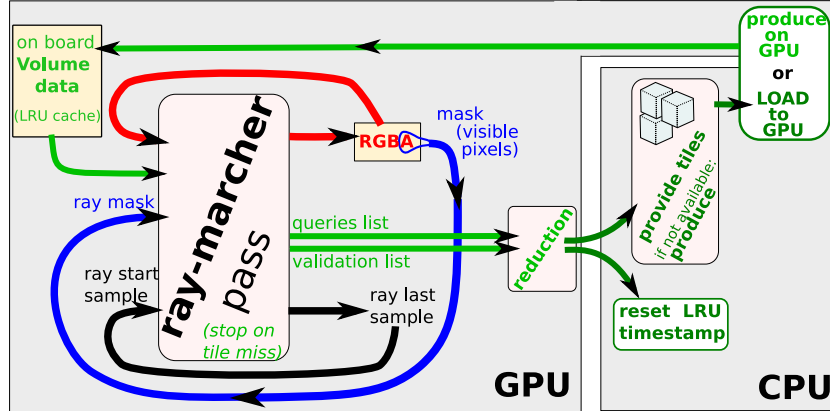 on board
Volume
data
(LRU cache)
ray mask
ray start
sample
ray-marcher
pass
(stop on
tile miss)
RGBA
mask
(visible
pixels)
queries list
validation list
ray last
sample
reduction
GPU
produce
on
GPU
or
LOAD
to
GPU
provide tiles
if not available:
produce
reset LRU
timestamp
CPU